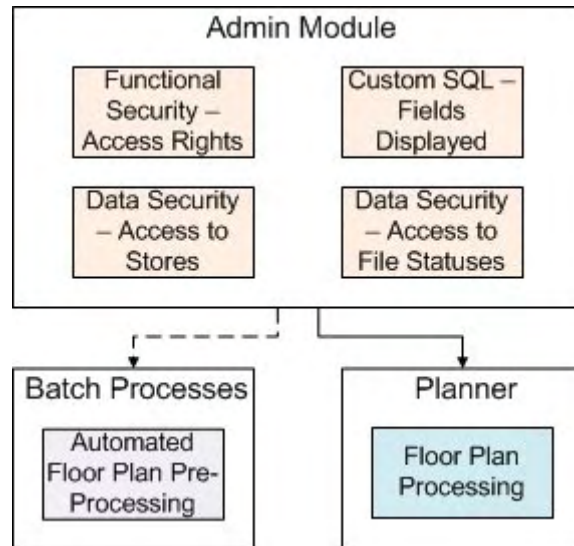 Admin Module
Functional
Security –
Access Rights
Custom SQL –
Fields
Displayed
Data Security
– Access to
Stores
Data Security
– Access to
File Statuses
Batch Processes
Automated
Floor Plan Pre-
Processing
Planner
Floor Plan
Processing